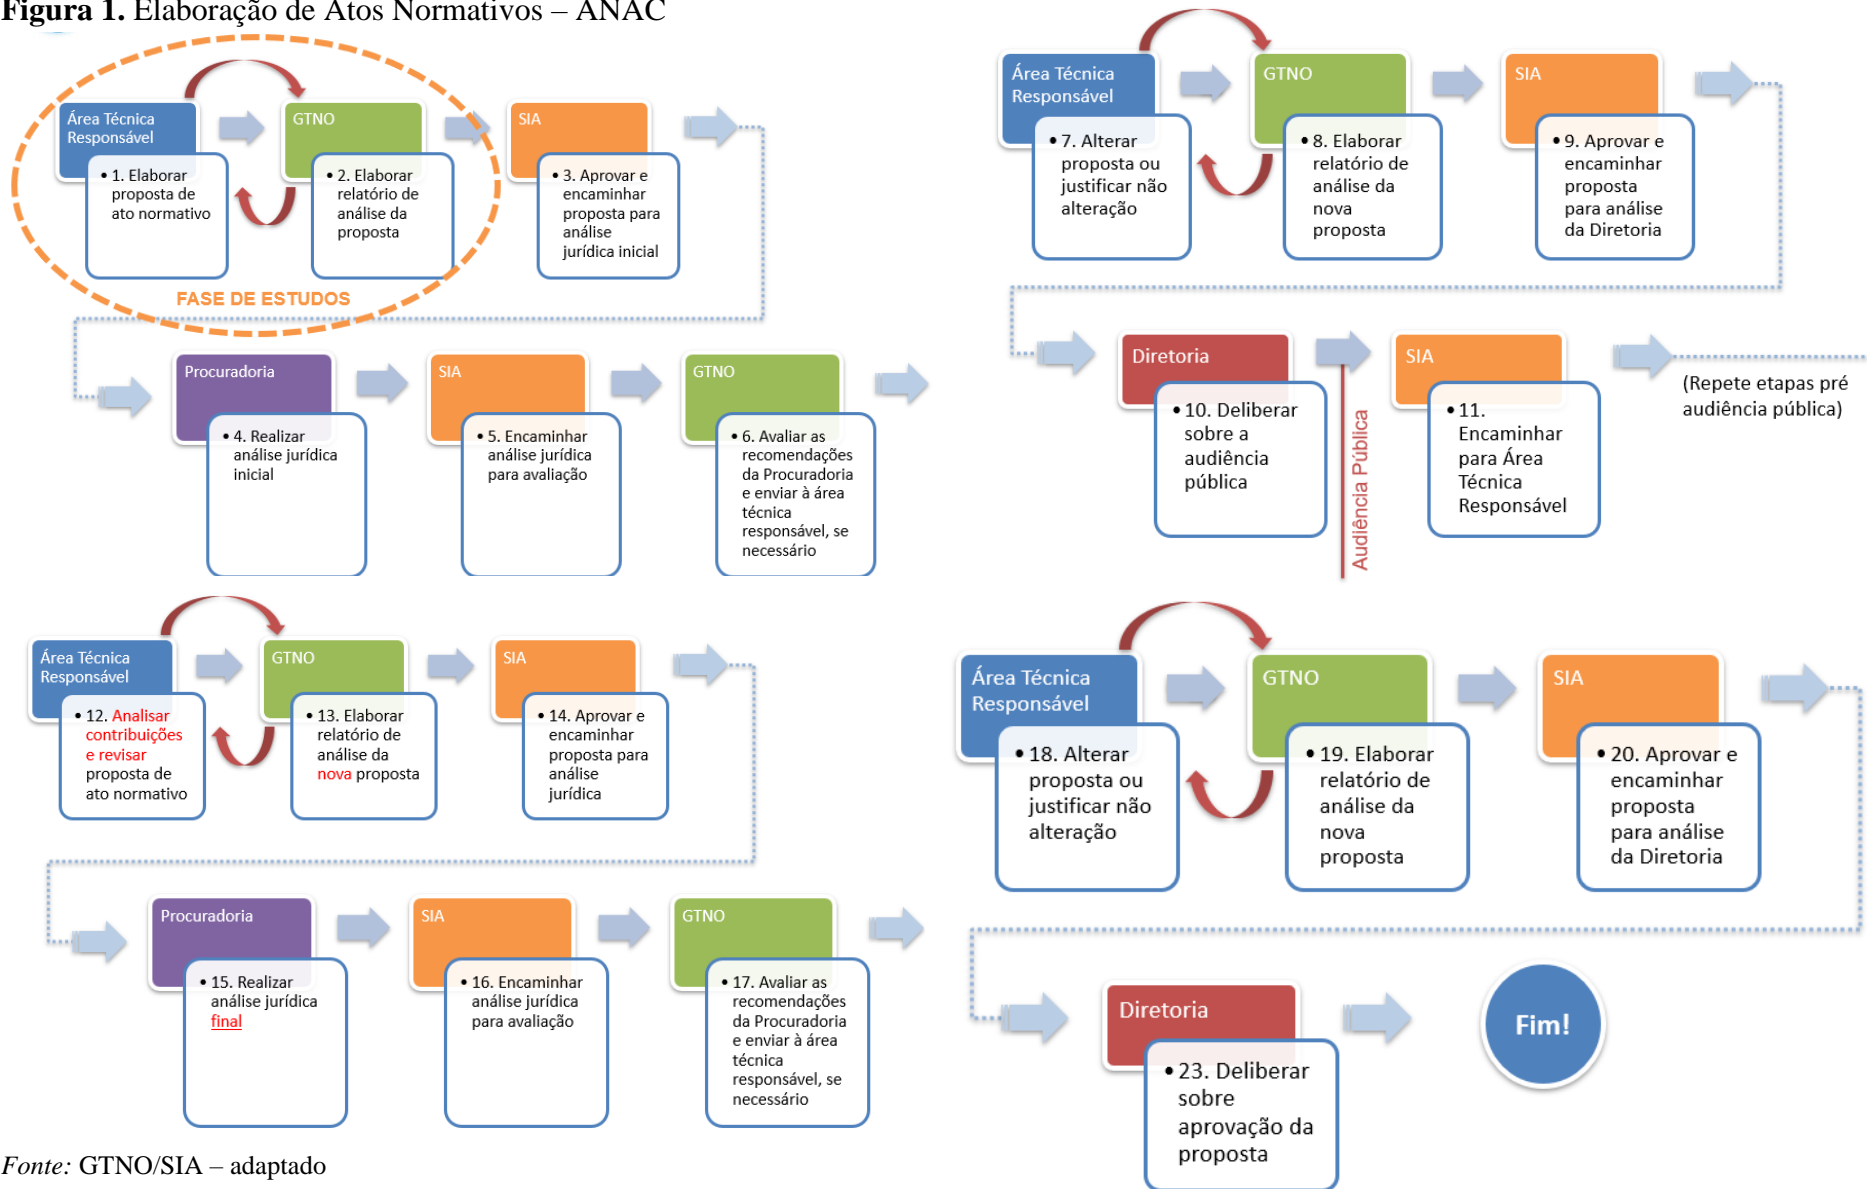 Figura 1. Elaboração de Atos Normativos – ANAC
Área Técnica
Responsável
• 1. Elaborar
proposta de
ato normativo
GTNO
• 2. Elaborar
relatório de
análise da
proposta
FASE DE ESTUDOS
SIA
• 3. Aprovar e
encaminhar
proposta para
análise
jurídica inicial
Procuradoria
• 4. Realizar
análise jurídica
inicial
SIA
• 5. Encaminhar
análise jurídica
para avaliação
GTNO
• 6. Avaliar as
recomendações
da Procuradoria
e enviar à área
técnica
responsável, se
necessário
Área Técnica
Responsável
• 7. Alterar
proposta ou
justificar não
alteração
GTNO
• 8. Elaborar
relatório de
análise da
nova
proposta
SIA
• 9. Aprovar e
encaminhar
proposta
para análise
da Diretoria
Diretoria
• 10. Deliberar
sobre a
audiência
pública
Audiência Pública
SIA
• 11.
Encaminhar
para Área
Técnica
Responsável
(Repete etapas pré
audiência pública)
Área Técnica
Responsável
• 12. Analisar
contribuições
e revisar
proposta de
ato normativo
GTNO
• 13. Elaborar
relatório de
análise da
nova proposta
SIA
• 14. Aprovar e
encaminhar
proposta para
análise
jurídica
Procuradoria
• 15. Realizar
análise jurídica
final
SIA
• 16. Encaminhar
análise jurídica
para avaliação
GTNO
• 17. Avaliar as
recomendações
da Procuradoria
e enviar à área
técnica
responsável, se
necessário
Área Técnica
Responsável
• 18. Alterar
proposta ou
justificar não
alteração
GTNO
• 19. Elaborar
relatório de
análise da
nova
proposta
SIA
• 20. Aprovar e
encaminhar
proposta
para análise
da Diretoria
Diretoria
• 23. Deliberar
sobre
aprovação da
proposta
Fim!
Fonte: GTNO/SIA – adaptado